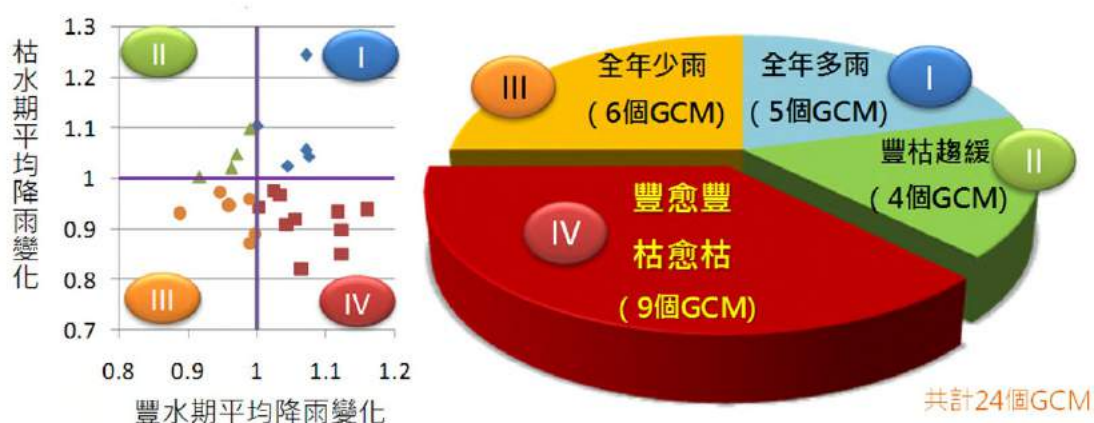 枯水期平均降雨變化
1.3
1.2
1.1
1
0.9
0.8
0.7
II
I
III
IV
0.8 0.9 1 1.1 1.2
豐水期平均降雨變化
III
全年少雨
(6個GCM)
全年多雨
(5個GCM)
I
豐枯趨緩
(4個GCM)
II
IV
豐愈豐
枯愈枯
(9個GCM)
共計24個GCM